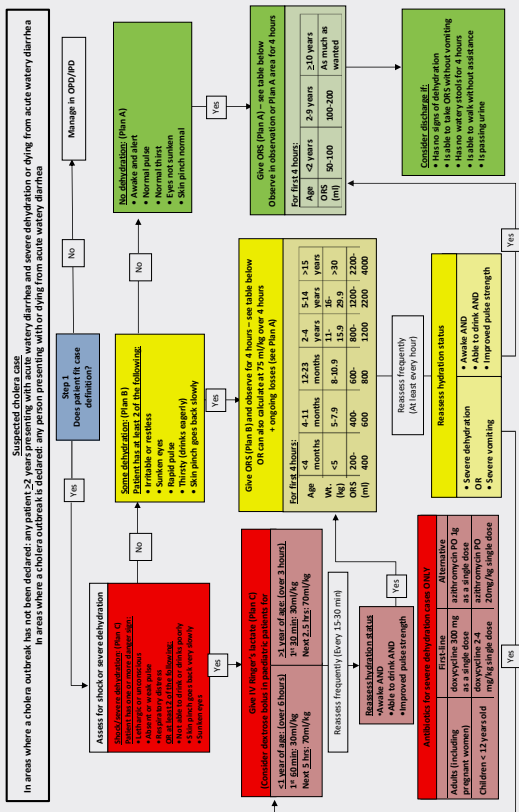 Suspected cholera case
In areas where a cholera outbreak has not been declared: any patient ≥2 years presenting with acute watery diarrhea and severe dehydration or dying from acute watery diarrhea
In areas where a cholera outbreak is declared: any person presenting with or dying from acute watery diarrhea
Step 1
Does patient fit case
definition?
No
Manage in OPD/IPD
Yes
Assess for shock or severe dehydration
Shock/severe dehydration: (Plan C)
Patient has one or more danger sign:
• Lethargic or unconscious
• Absent or weak pulse
• Respiratory distress
OR at least 2 of the following:
• Not able to drink or drinks poorly
• Skin pinch goes back very slowly
• Sunken eyes
No
Some dehydration: (Plan B)
Patient has at least 2 of the following:
• Irritable or restless
• Sunken eyes
• Rapid pulse
• Thirsty (drinks eagerly)
• Skin pinch goes back slowly
No
No dehydration: (Plan A)
• Awake and alert
• Normal pulse
• Normal thirst
• Eyes not sunken
• Skin pinch normal
Yes
Yes
Yes
Given IV Ringer's lactate (Plan C)
(Consider dextrose bolus in paediatric patients for
<1 year of age: (over 6 hours)
1st 60min: 30ml/kg
Next 5 hrs: 70ml/kg
>1 year of age: (over 3 hours)
1st 30 min: 30ml/kg
Next 2.5 hrs: 70ml/kg
Give ORS (Plan B) and observe for 4 hours – see table below
OR can also calculate at 75 ml/kg over 4 hours
+ ongoing losses (see Plan A)
For first 4 hours:
Age <4 months 4-11 months 12-23 months 2-4 years 5-14 years >15 years
Wt. (kg) <5 5-7.9 8-10.9 11-15.9 16-29.9 >30
ORS (ml) 200-400 400-600 600-800 800-1200 1200-2200 2200-4000
Give ORS (Plan A) – see table below
Observe in observation or Plan A area for 4 hours
For first 4 hours:
Age <2 years 2-9 years ≥10 years
ORS (ml) 50-100 100-200 As much as wanted
Reassess frequently (Every 15-30 min)
Reassess hydration status
•Awake AND
• Able to drink AND
• Improved pulse strength
Yes
Reassess frequently
(At least every hour)
Reassess hydration status
• Severe dehydration
OR
• Severe vomiting
• Awake AND
• Able to drink AND
• Improved pulse strength
Yes
Consider discharge if:
• Has no signs of dehydration
• Is able to take ORS without vomiting
• Has no watery stools for 4 hours
• Is able to walk without assistance
• Is passing urine
Antibiotics for severe dehydration cases ONLY
First-line Alternative
Adults (including pregnant women) doxycycline 300 mg as a single dose azithromycin PO 1g as a single dose
Children < 12 years old doxycycline 2-4 mg/kg single dose azithromycin PO 20mg/kg single dose
Yes